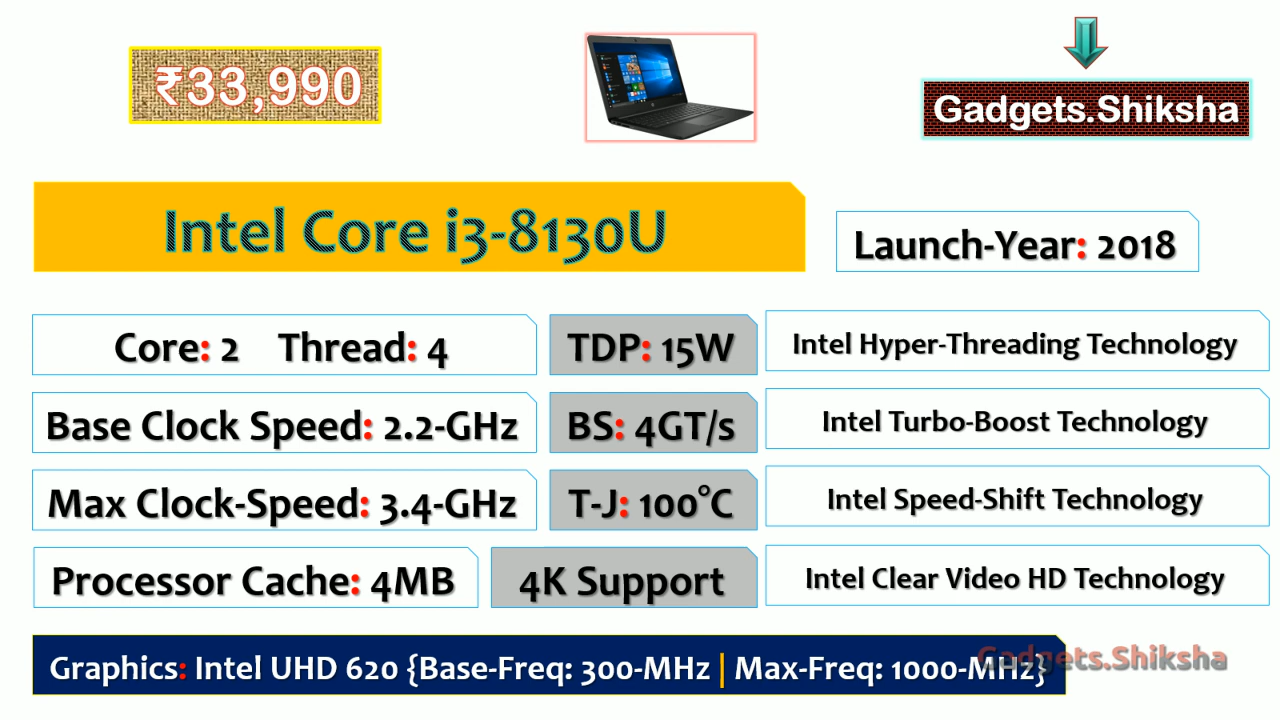 ₹33,990
Gadgets.Shiksha
Intel Core i3-8130U
Launch-Year: 2018
Core: 2 Thread: 4
TDP: 15W
Intel Hyper-Threading Technology
Base Clock Speed: 2.2-GHz
BS: 4GT/s
Intel Turbo-Boost Technology
Max Clock-Speed: 3.4-GHz
T-J: 100°C
Intel Speed-Shift Technology
Processor Cache: 4MB
4K Support
Intel Clear Video HD Technology
Graphics: Intel UHD 620 {Base-Freq: 300-MHz | Max-Freq: 1000-MHz}
Gadgets.Shiksha